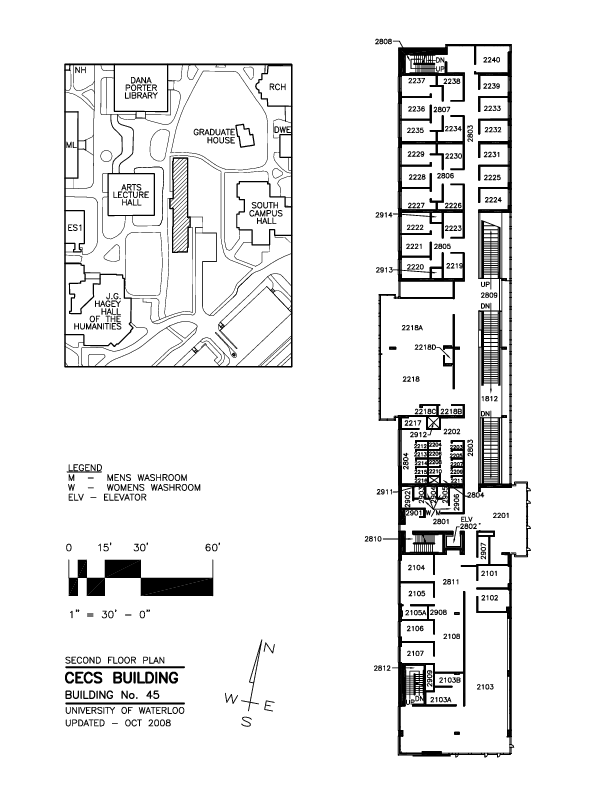 NH
DANA
PORTER
LIBRARY
RCH
GRADUATE
HOUSE
DWE
ML
ARTS
LECTURE
HALL
SOUTH
CAMPUS
HALL
ES1
J.G.
HAGEY
HALL
OF THE
HUMANITIES
LEGEND
M – MENS WASHROOM
W – WOMENS WASHROOM
ELV – ELEVATOR
0 15' 30' 60'
1" = 30' – 0"
SECOND FLOOR PLAN
CECS BUILDING
BUILDING No. 45
UNIVERSITY OF WATERLOO
UPDATED – OCT 2008
N
W E
S
2808
DN
UP
2240
2237
2238
2239
2236
2807
2233
2235
2234
2803
2232
2229
2230
2231
2228
2806
2225
2227
2226
2224
2914
2222
2223
2221
2805
2220
2219
2913
UP
2809
DN
2218A
2218D
2218
1812
2218C
2218B
DN
2217
2912
2202
2803
2804
2911
2902
2906
2804
2901
W/M
2801
ELV
2802
2201
2810
2907
2104
2811
2101
2105
2102
2105A
2908
2106
2108
2107
2812
2909
2103B
2103
UP
DN
2103A